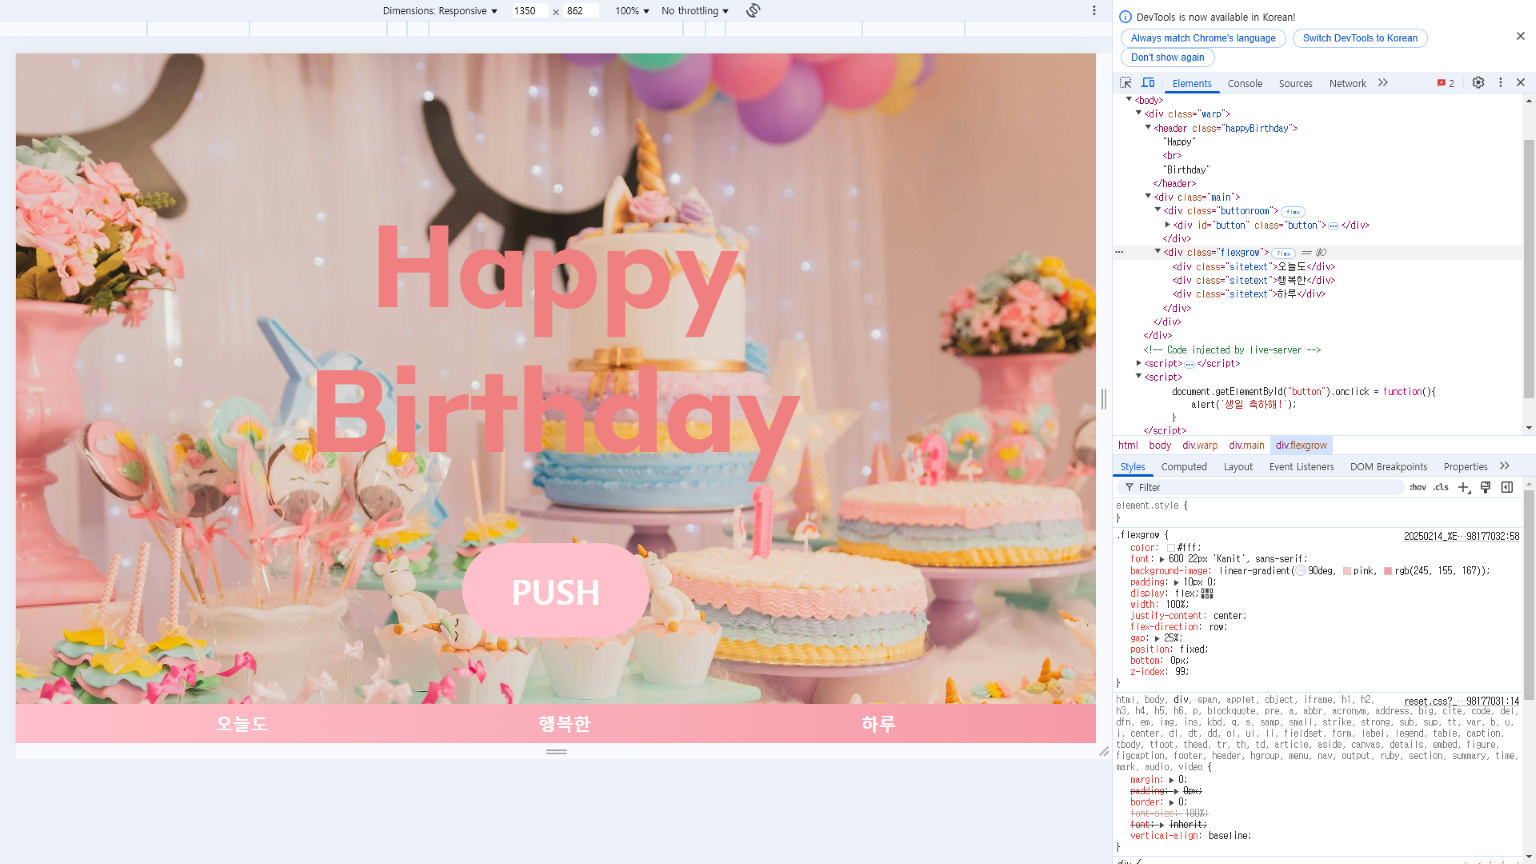 Dimensions: Responsive ▼ 1350 × 862 100% ▼ No throttling ▼
Happy
Birthday
PUSH
오늘도 행복한 하루
DevTools is now available in Korean!
Always match Chrome's language Switch DevTools to Korean
Don't show again
Elements Console Sources Network 2
<body>
<div class="warp">
<header class="happyBirthday">
"Happy"
<br>
"Birthday"
</header>
<div class="main">
<div class="buttonroom"> flex
<div id="button" class="button"> ⋯ </div>
</div>
<div class="flexgrow"> flex == $0
<div class="sitetext">오늘도</div>
<div class="sitetext">행복한</div>
<div class="sitetext">하루</div>
</div>
</div>
</div>
<!-- Code injected by live-server -->
<script> ⋯ </script>
<script>
document.getElementById("button").onclick = function(){
alert('생일 축하해!');
}
</script>
html body div.warp div.main div.flexgrow
Styles Computed Layout Event Listeners DOM Breakpoints Properties
Filter :hov .cls
element.style {
}
.flexgrow { 20250214_%E…98177032:58
color: #fff;
font: 600 22px 'Kanit', sans-serif;
background-image: linear-gradient(90deg, pink, rgb(245, 155, 167));
padding: 10px 0;
display: flex;
width: 100%;
justify-content: center;
flex-direction: row;
gap: 25%;
position: fixed;
bottom: 0px;
z-index: 99;
}
html, body, div, span, applet, object, iframe, h1, h2, reset.css?_…98177031:14
h3, h4, h5, h6, p, blockquote, pre, a, abbr, acronym, address, big, cite, code, del,
dfn, em, img, ins, kbd, q, s, samp, small, strike, strong, sub, sup, tt, var, b, u,
i, center, dl, dt, dd, ol, ul, li, fieldset, form, label, legend, table, caption,
tbody, tfoot, thead, tr, th, td, article, aside, canvas, details, embed, figure,
figcaption, footer, header, hgroup, menu, nav, output, ruby, section, summary, time,
mark, audio, video {
margin: 0;
padding: 0px;
border: 0;
font-size: 100%;
font: inherit;
vertical-align: baseline;
}